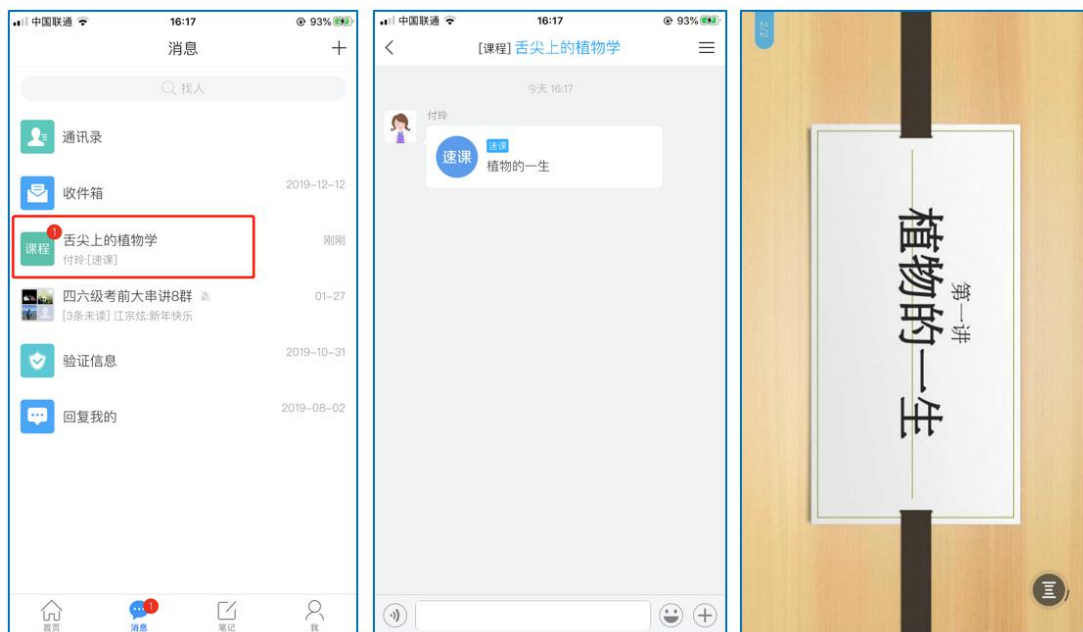 中国联通
16:17
93%
消息
找人
通讯录
收件箱
2019-12-12
课程
1
舌尖上的植物学
刚刚
付玲:[速课]
四六级考前大串讲8群
01-27
[3条未读] 江宗炫:新年快乐
验证信息
2019-10-31
回复我的
2019-08-02
首页
消息
1
笔记
我
中国联通
16:17
93%
[课程] 舌尖上的植物学
今天 16:17
付玲
速课
速课
植物的一生
2/2
第一讲
植物的一生